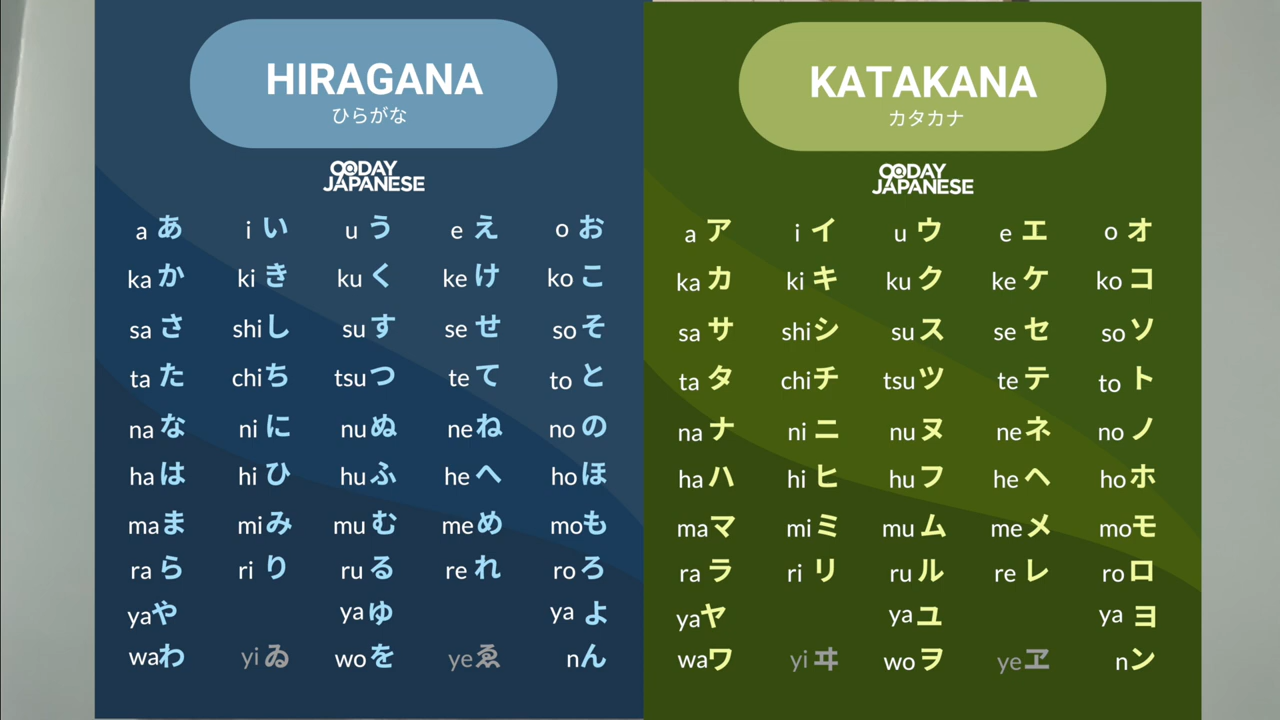 HIRAGANA
ひらがな
90DAY
JAPANESE
a あ i い u う e え o お
ka か ki き ku く ke け ko こ
sa さ shi し su す se せ so そ
ta た chi ち tsu つ te て to と
na な ni に nu ぬ ne ね no の
ha は hi ひ hu ふ he へ ho ほ
ma ま mi み mu む me め mo も
ra ら ri り ru る re れ ro ろ
ya や ya ゆ ya よ
wa わ yi ゐ wo を ye ゑ n ん
KATAKANA
カタカナ
90DAY
JAPANESE
a ア i イ u ウ e エ o オ
ka カ ki キ ku ク ke ケ ko コ
sa サ shi シ su ス se セ so ソ
ta タ chi チ tsu ツ te テ to ト
na ナ ni ニ nu ヌ ne ネ no ノ
ha ハ hi ヒ hu フ he ヘ ho ホ
ma マ mi ミ mu ム me メ mo モ
ra ラ ri リ ru ル re レ ro ロ
ya ヤ ya ユ ya ヨ
wa ワ yi ヰ wo ヲ ye ヱ n ン